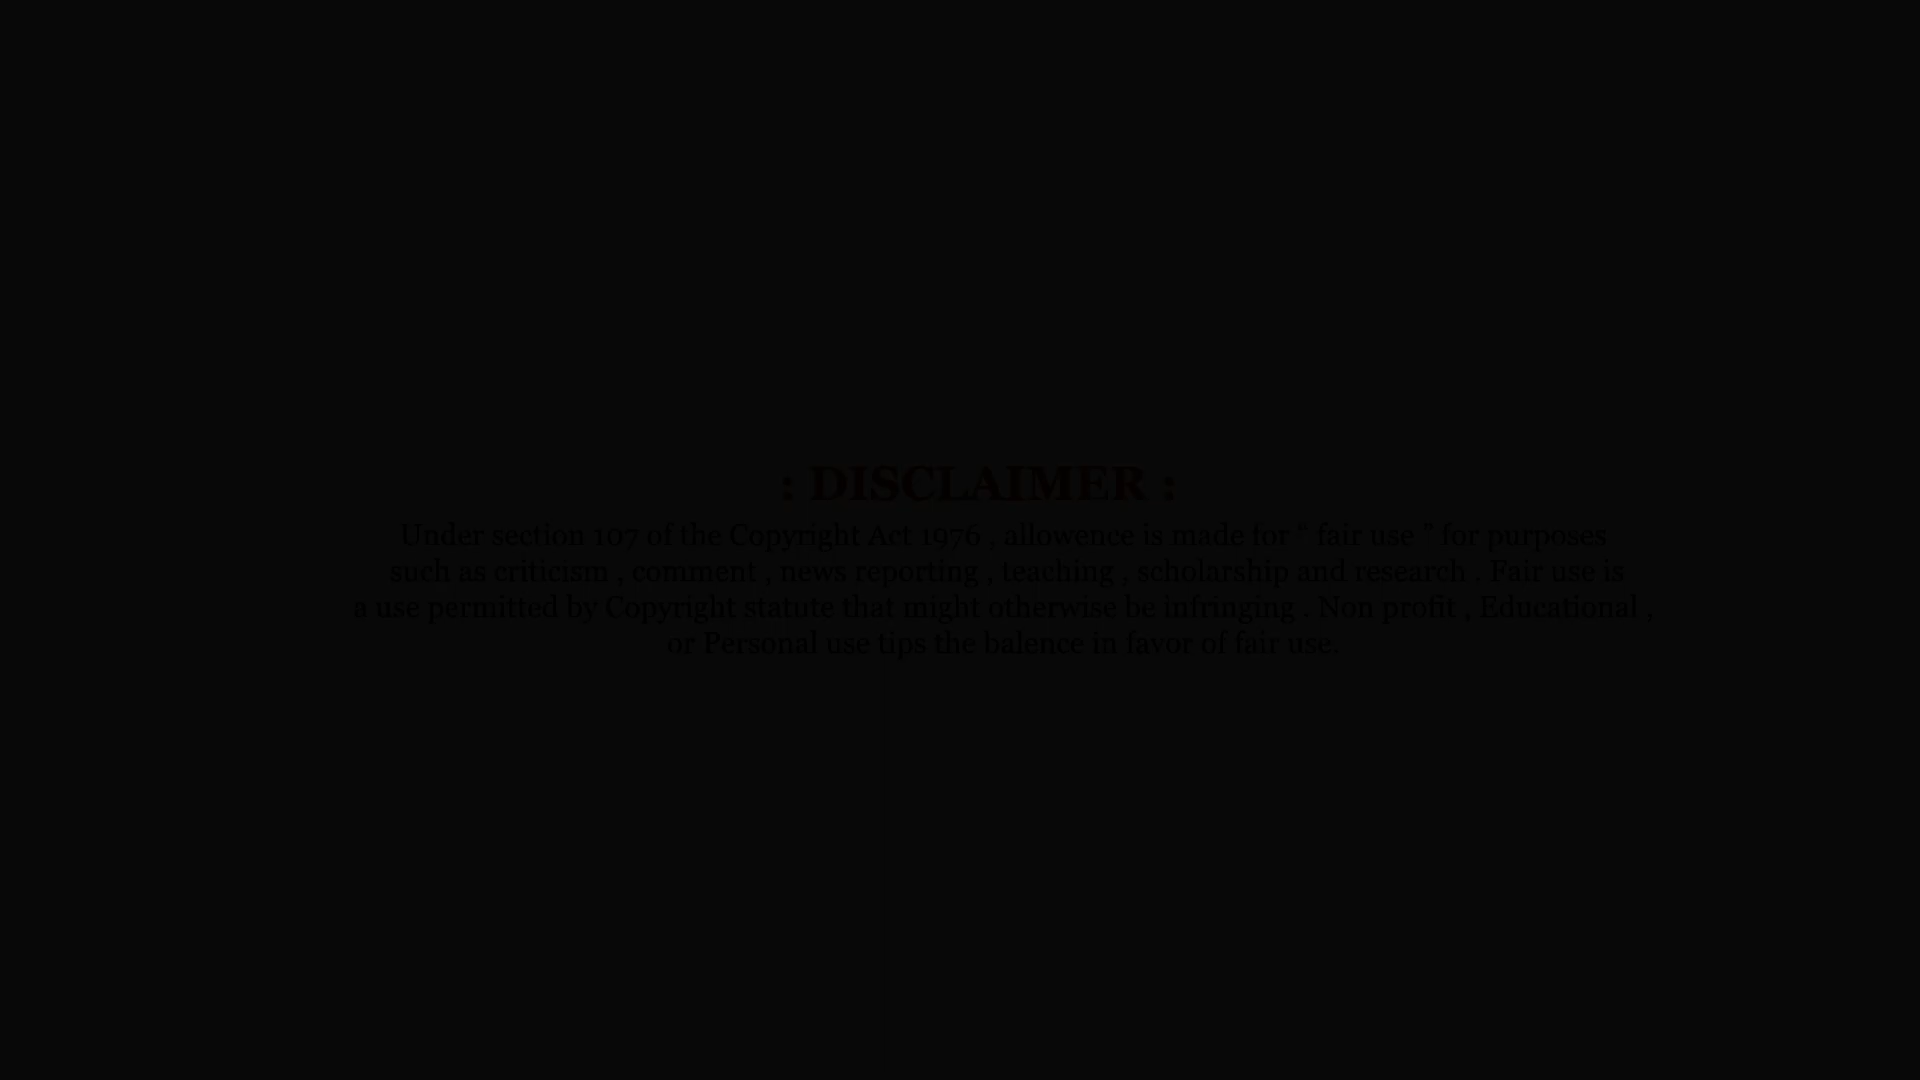 : DISCLAIMER :
Under section 107 of the Copyright Act 1976 , allowence is made for “ fair use ” for purposes
such as criticism , comment , news reporting , teaching , scholarship and research . Fair use is
a use permitted by Copyright statute that might otherwise be infringing . Non profit , Educational ,
or Personal use tips the balence in favor of fair use.